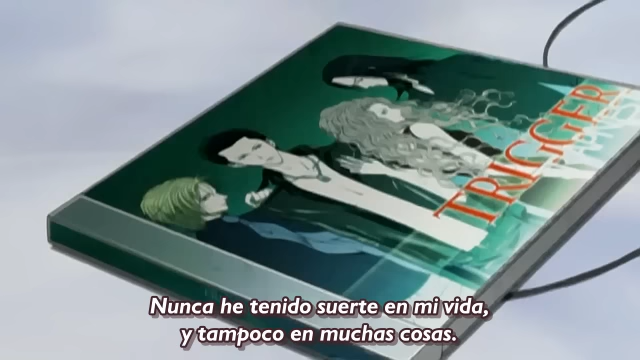 TRIGGER
Nunca he tenido suerte en mi vida,
y tampoco en muchas cosas.